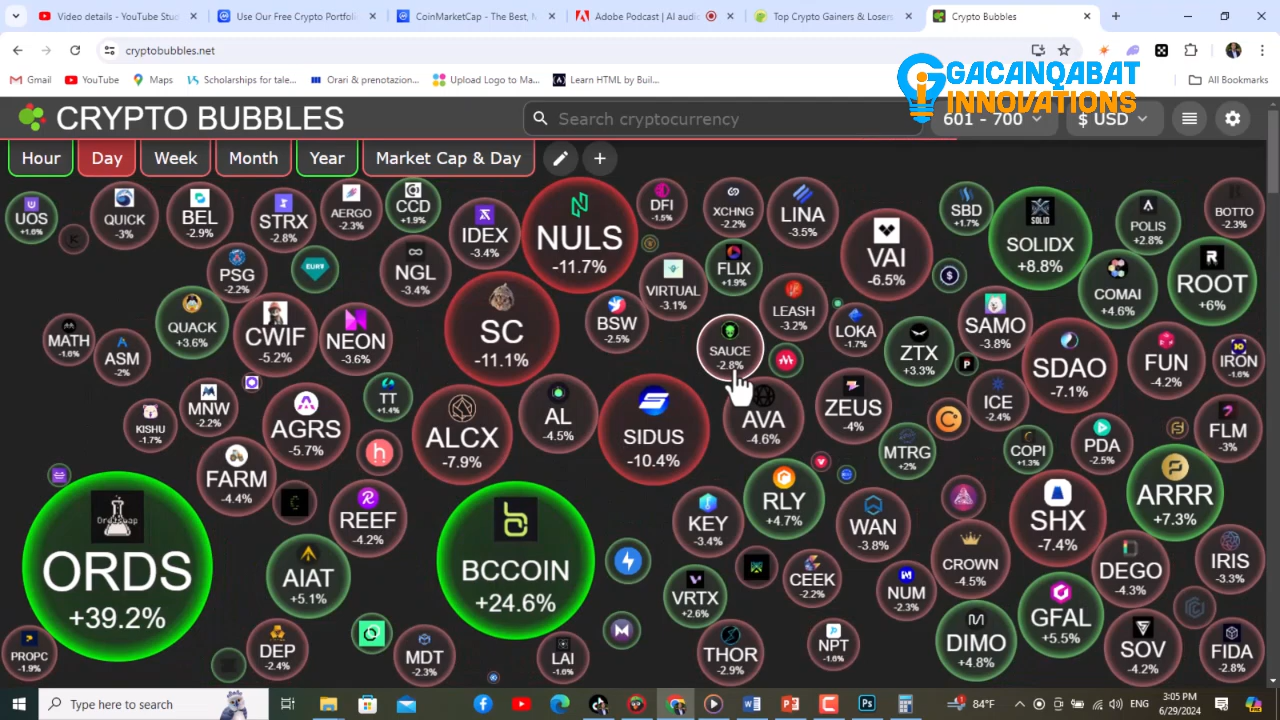 Video details - YouTube Stu
Use Our Free Crypto Portfoli
CoinMarketCap - The Best, N
Adobe Podcast | AI audi
Top Crypto Gainers & Losers
Crypto Bubbles
cryptobubbles.net
Gmail
YouTube
Maps
Scholarships for tale...
Orari & prenotazion...
Upload Logo to Ma...
Learn HTML by Buil...
All Bookmarks
GACANQABAT
INNOVATIONS
CRYPTO BUBBLES
Search cryptocurrency
601 - 700
$ USD
Hour
Day
Week
Month
Year
Market Cap & Day
UOS
+1.6%
QUICK
-3%
BEL
-2.9%
STRX
-2.8%
AERGO
-2.3%
CCD
+1.9%
IDEX
-3.4%
NULS
-11.7%
DFI
-1.5%
XCHNG
-2.2%
LINA
-3.5%
VAI
-6.5%
SBD
+1.7%
SOLID
SOLIDX
+8.8%
POLIS
+2.8%
BOTTO
-2.3%
PSG
-2.2%
EUR
NGL
-3.4%
VIRTUAL
-3.1%
FLIX
+1.9%
COMAI
+4.6%
ROOT
+6%
QUACK
+3.6%
CWIF
-5.2%
NEON
-3.6%
SC
-11.1%
BSW
-2.5%
LEASH
-3.2%
LOKA
-1.7%
SAMO
-3.8%
MATH
-1.6%
ASM
-2%
SAUCE
-2.8%
ZTX
+3.3%
SDAO
-7.1%
FUN
-4.2%
IRON
-1.6%
MNW
-2.2%
TT
+1.4%
AL
-4.5%
SIDUS
-10.4%
AVA
-4.6%
ZEUS
-4%
ICE
-2.4%
KISHU
-1.7%
AGRS
-5.7%
ALCX
-7.9%
MTRG
+2%
COPI
+1.3%
PDA
-2.5%
FLM
-3%
FARM
-4.4%
REEF
-4.2%
RLY
+4.7%
KEY
-3.4%
WAN
-3.8%
SHX
-7.4%
ARRR
+7.3%
ORDS
+39.2%
AIAT
+5.1%
BCCOIN
+24.6%
VRTX
+2.6%
CEEK
-2.2%
NUM
-2.3%
CROWN
-4.5%
DEGO
-4.3%
IRIS
-3.3%
GFAL
+5.5%
PROPC
-1.9%
DEP
-2.4%
MDT
-2.3%
LAI
-1.6%
THOR
-2.9%
NPT
-1.6%
DIMO
+4.8%
SOV
-4.2%
FIDA
-2.8%
Type here to search
84°F
ENG
3:05 PM
6/29/2024